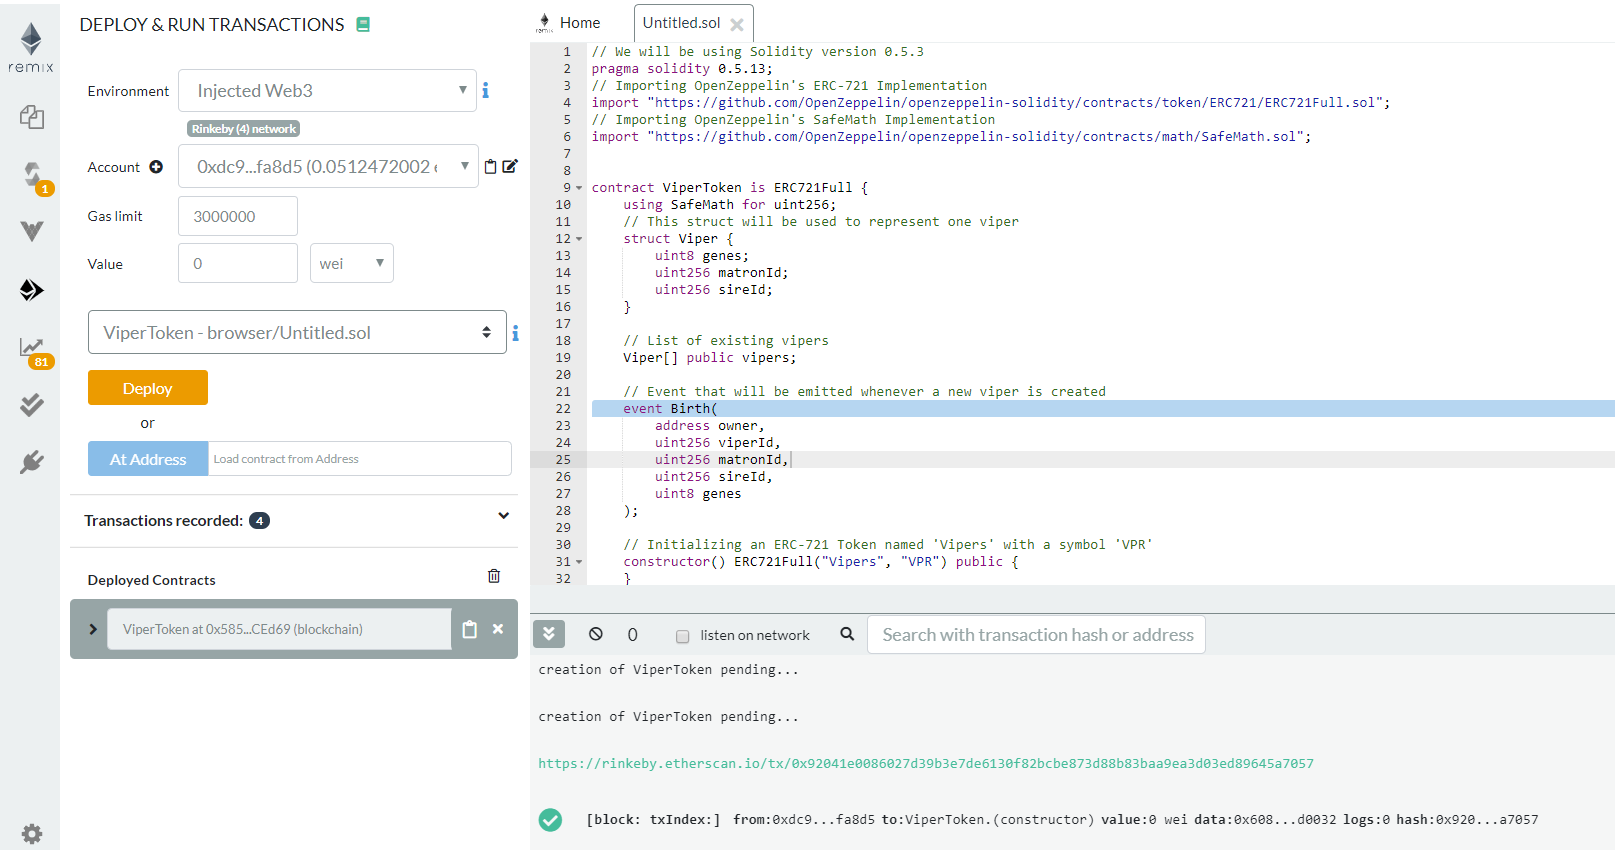 remix
1
81
DEPLOY & RUN TRANSACTIONS
Environment
Injected Web3
Rinkeby (4) network
Account
0xdc9...fa8d5 (0.0512472002 e
Gas limit
3000000
Value
0
wei
ViperToken - browser/Untitled.sol
Deploy
or
At Address
Load contract from Address
Transactions recorded: 4
Deployed Contracts
ViperToken at 0x585...CEd69 (blockchain)
remix
Home
Untitled.sol
1 // We will be using Solidity version 0.5.3
2 pragma solidity 0.5.13;
3 // Importing OpenZeppelin's ERC-721 Implementation
4 import "https://github.com/OpenZeppelin/openzeppelin-solidity/contracts/token/ERC721/ERC721Full.sol";
5 // Importing OpenZeppelin's SafeMath Implementation
6 import "https://github.com/OpenZeppelin/openzeppelin-solidity/contracts/math/SafeMath.sol";
7
8
9 contract ViperToken is ERC721Full {
10 using SafeMath for uint256;
11 // This struct will be used to represent one viper
12 struct Viper {
13 uint8 genes;
14 uint256 matronId;
15 uint256 sireId;
16 }
17
18 // List of existing vipers
19 Viper[] public vipers;
20
21 // Event that will be emitted whenever a new viper is created
22 event Birth(
23 address owner,
24 uint256 viperId,
25 uint256 matronId,
26 uint256 sireId,
27 uint8 genes
28 );
29
30 // Initializing an ERC-721 Token named 'Vipers' with a symbol 'VPR'
31 constructor() ERC721Full("Vipers", "VPR") public {
32 }
0
listen on network
Search with transaction hash or address
creation of ViperToken pending...
creation of ViperToken pending...
https://rinkeby.etherscan.io/tx/0x92041e0086027d39b3e7de6130f82bcbe873d88b83baa9ea3d03ed89645a7057
[block: txIndex:] from:0xdc9...fa8d5 to:ViperToken.(constructor) value:0 wei data:0x608...d0032 logs:0 hash:0x920...a7057